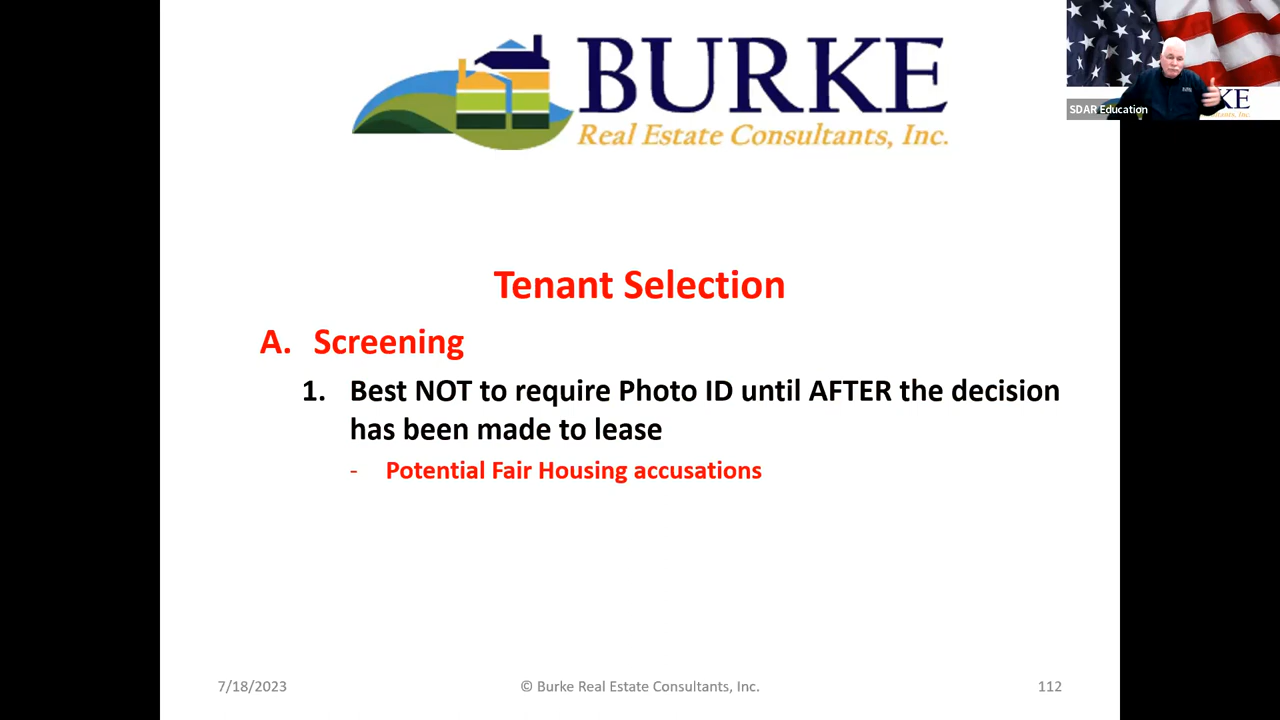 BURKE
Real Estate Consultants, Inc.
SDAR Education
KE
Tenant Selection
A. Screening
1. Best NOT to require Photo ID until AFTER the decision
has been made to lease
- Potential Fair Housing accusations
7/18/2023
© Burke Real Estate Consultants, Inc.
112